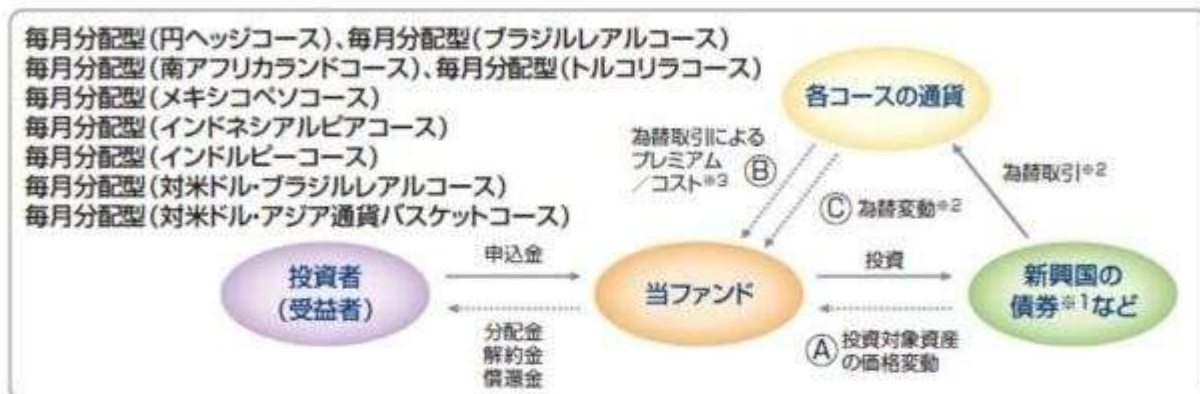 毎月分配型(円ヘッジコース)、毎月分配型(ブラジルレアルコース)
毎月分配型(南アフリカランドコース)、毎月分配型(トルコリラコース)
毎月分配型(メキシコペソコース)
毎月分配型(インドネシアルピアコース)
毎月分配型(インドルピーコース)
毎月分配型(対米ドル・ブラジルレアルコース)
毎月分配型(対米ドル・アジア通貨バスケットコース)
各コースの通貨
為替取引による
プレミアム
/コスト※3
Ⓑ
Ⓒ 為替変動※2
為替取引※2
投資者
(受益者)
申込金
分配金
解約金
償還金
当ファンド
投資
Ⓐ 投資対象資産
の価格変動
新興国の
債券※1など